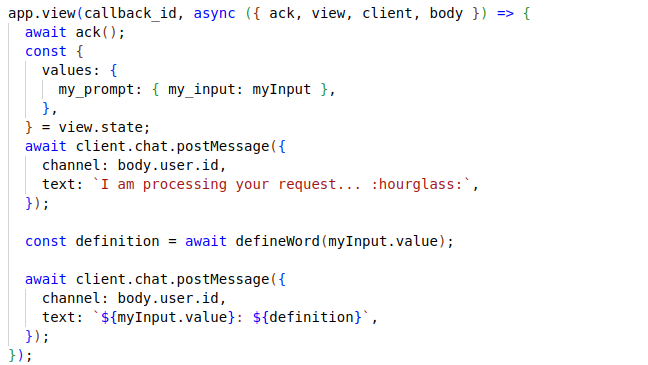 app.view(callback_id, async ({ ack, view, client, body }) => {
  await ack();
  const {
    values: {
      my_prompt: { my_input: myInput },
    },
  } = view.state;
  await client.chat.postMessage({
    channel: body.user.id,
    text: `I am processing your request... :hourglass:`,
  });

  const definition = await defineWord(myInput.value);

  await client.chat.postMessage({
    channel: body.user.id,
    text: `${myInput.value}: ${definition}`,
  });
});